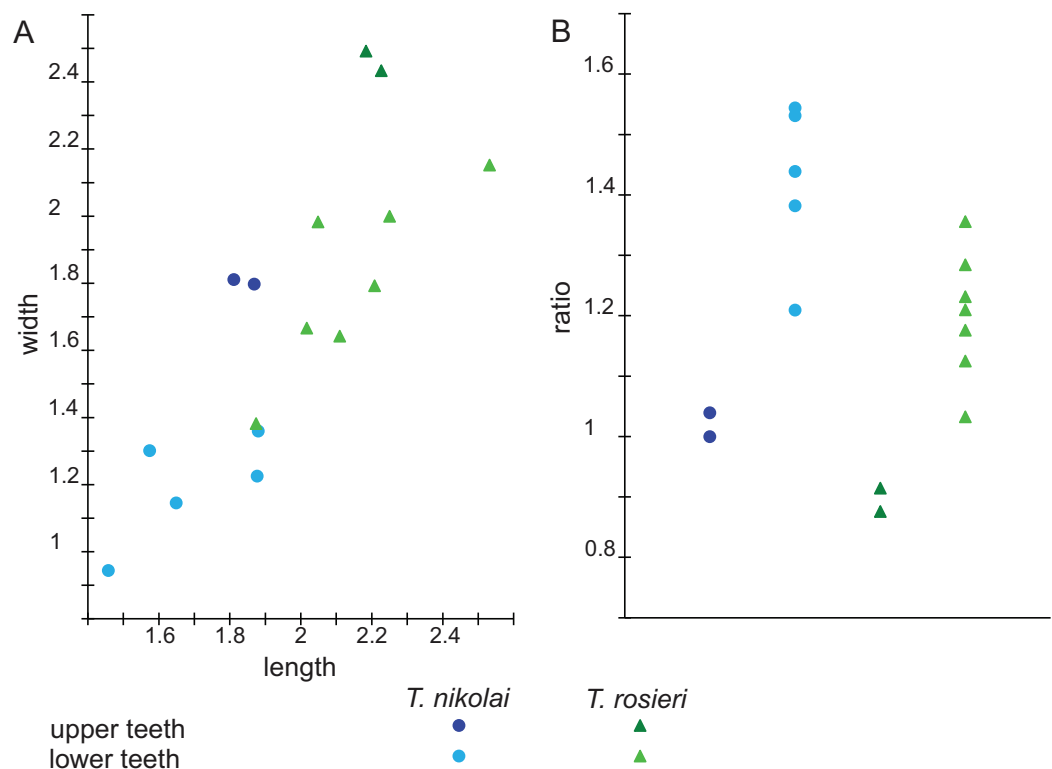 A
2.4
2.2
2
1.8
1.6
1.4
1.2
1
width
1.6 1.8 2 2.2 2.4
length
B
1.6
1.4
1.2
1
0.8
ratio
T. nikolai T. rosieri
upper teeth
lower teeth